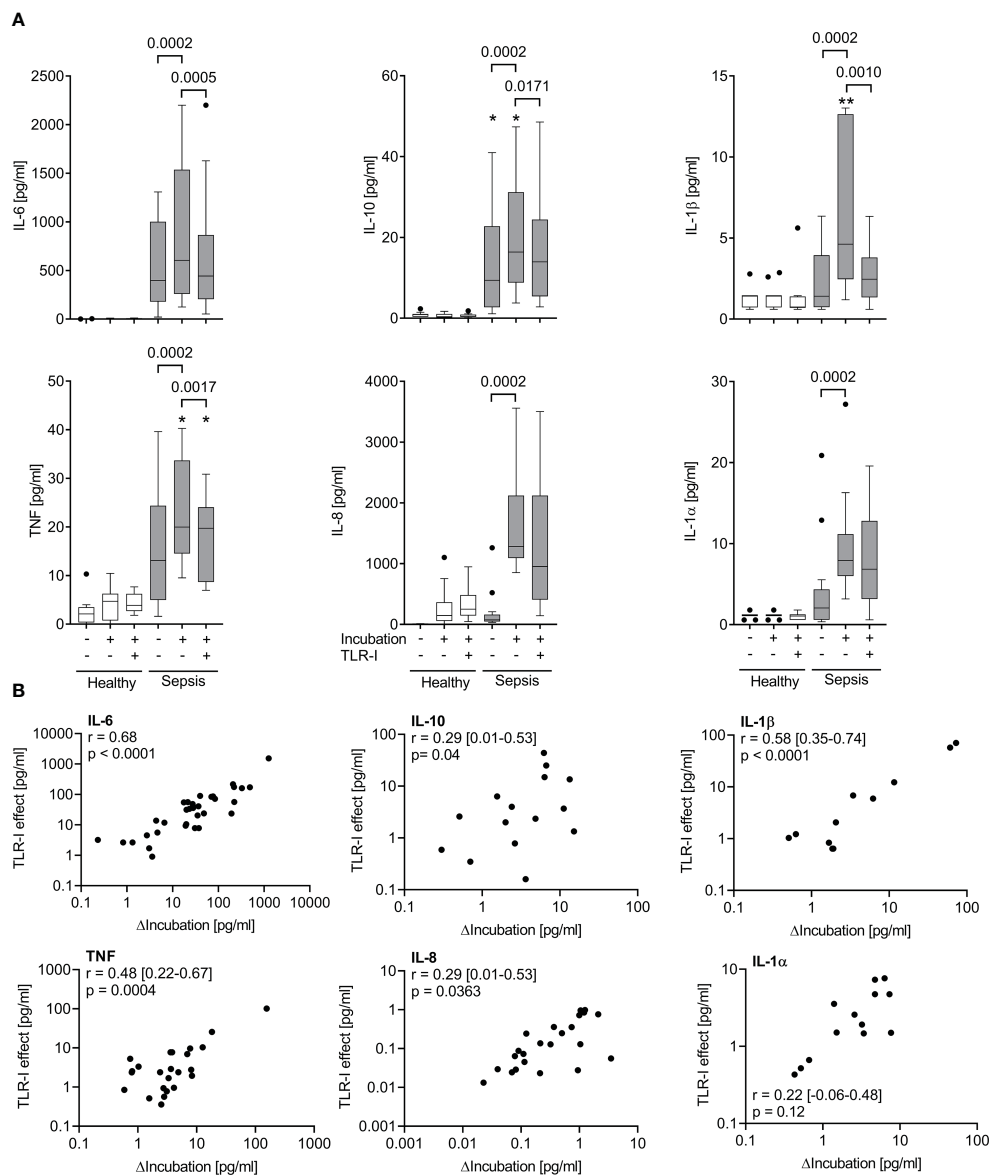 A
0.0002
0.0005
2500
2000
1500
1000
500
0
IL-6 [pg/ml]
0.0002
0.0171
* *
60
40
20
0
IL-10 [pg/ml]
0.0002
0.0010
**
15
10
5
0
IL-1β [pg/ml]
0.0002
0.0017
* *
50
40
30
20
10
0
TNF [pg/ml]
- + + - + +
- - + - - +
Healthy Sepsis
0.0002
4000
3000
2000
1000
0
IL-8 [pg/ml]
Incubation - + + - + +
TLR-I - - + - - +
Healthy Sepsis
0.0002
30
20
10
0
IL-1α [pg/ml]
- + + - + +
- - + - - +
Healthy Sepsis
B
IL-6
r = 0.68
p < 0.0001
10000
1000
100
10
1
0.1
TLR-I effect [pg/ml]
0.1 1 10 100 1000 10000
ΔIncubation [pg/ml]
IL-10
r = 0.29 [0.01-0.53]
p= 0.04
100
10
1
0.1
TLR-I effect [pg/ml]
0.1 1 10 100
ΔIncubation [pg/ml]
IL-1β
r = 0.58 [0.35-0.74]
p < 0.0001
100
10
1
0.1
TLR-I effect [pg/ml]
0.1 1 10 100
ΔIncubation [pg/ml]
TNF
r = 0.48 [0.22-0.67]
p = 0.0004
1000
100
10
1
0.1
TLR-I effect [pg/ml]
0.1 1 10 100 1000
ΔIncubation [pg/ml]
IL-8
r = 0.29 [0.01-0.53]
p = 0.0363
10
1
0.1
0.01
0.001
TLR-I effect [pg/ml]
0.001 0.01 0.1 1 10
ΔIncubation [pg/ml]
IL-1α
10
1
0.1
TLR-I effect [pg/ml]
r = 0.22 [-0.06-0.48]
p = 0.12
0.1 1 10 100
ΔIncubation [pg/ml]